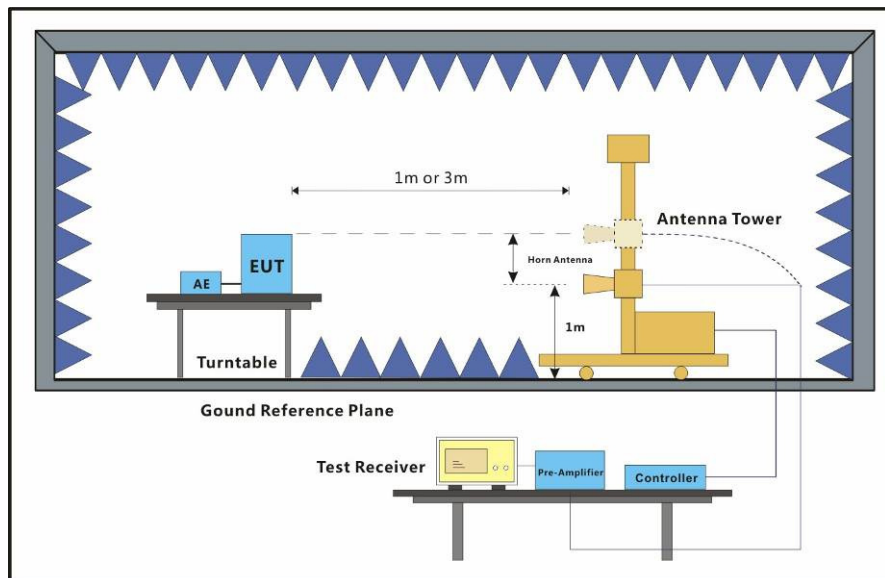 1m or 3m
Antenna Tower
EUT
Horn Antenna
AE
1m
Turntable
Gound Reference Plane
Test Receiver
Pre-Amplifier
Controller